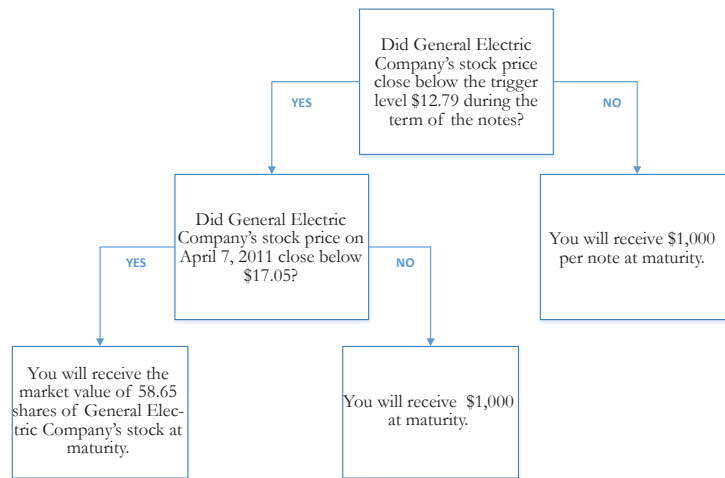 Did General Electric
Company's stock price
close below the trigger
level $12.79 during the
term of the notes?
YES
NO
Did General Electric
Company's stock price on
April 7, 2011 close below
$17.05?
You will receive $1,000
per note at maturity.
YES
NO
You will receive the
market value of 58.65
shares of General Elec-
tric Company's stock at
maturity.
You will receive $1,000
at maturity.